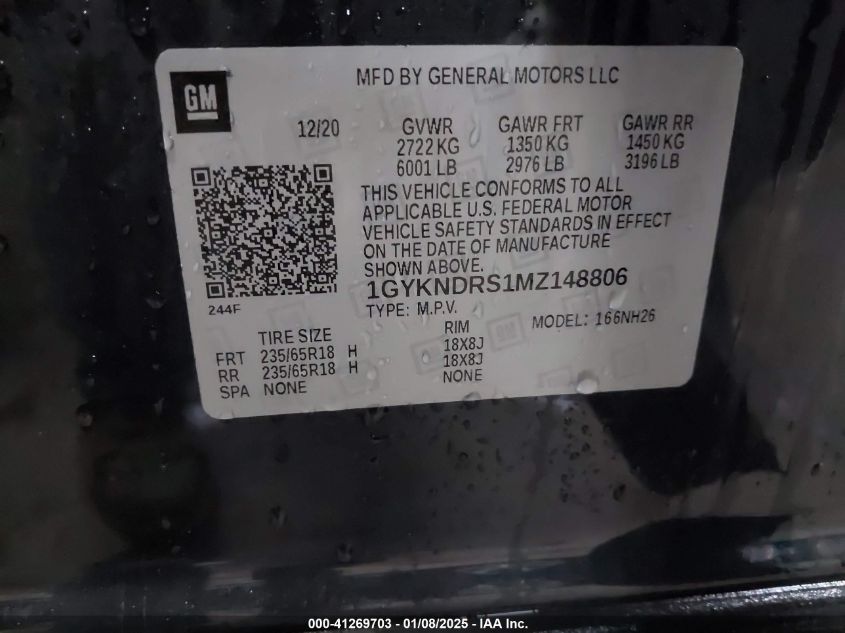 GM
MFD BY GENERAL MOTORS LLC
12/20 GVWR GAWR FRT GAWR RR
2722 KG 1350 KG 1450 KG
6001 LB 2976 LB 3196 LB
THIS VEHICLE CONFORMS TO ALL
APPLICABLE U.S. FEDERAL MOTOR
VEHICLE SAFETY STANDARDS IN EFFECT
ON THE DATE OF MANUFACTURE
SHOWN ABOVE.
1GYKNDRS1MZ148806
244F TYPE: M.P.V. MODEL: 166NH26
TIRE SIZE RIM
FRT 235/65R18 H 18X8J
RR 235/65R18 H 18X8J
SPA NONE NONE
000-41269703 - 01/08/2025 - IAA Inc.